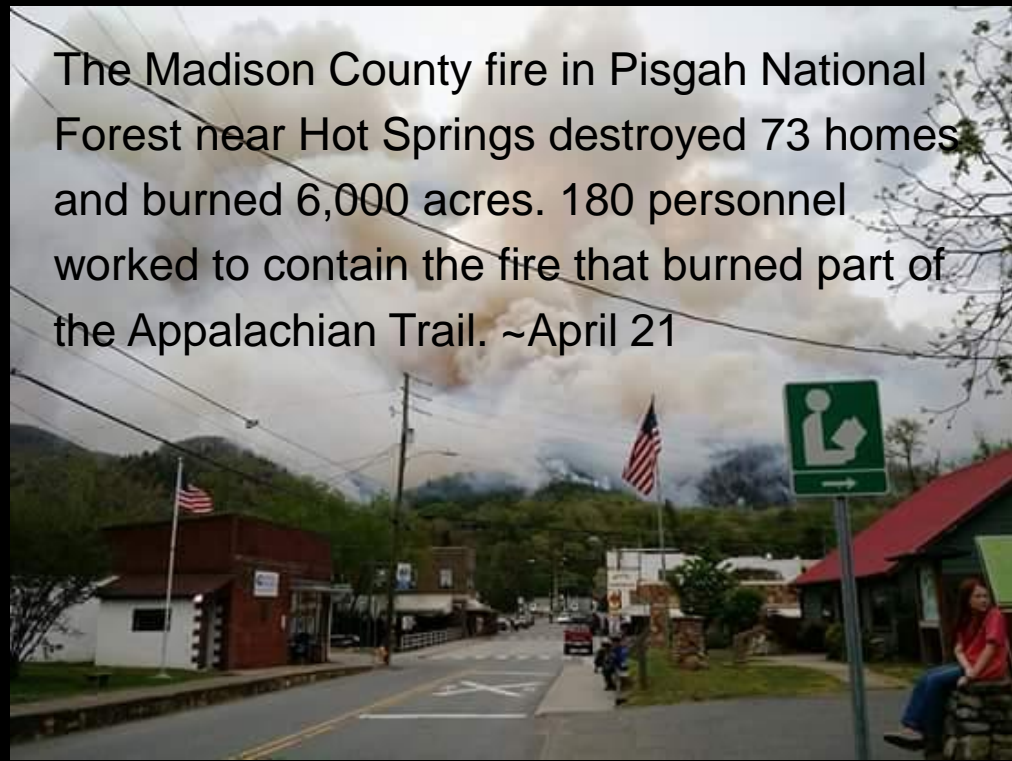 The Madison County fire in Pisgah National
Forest near Hot Springs destroyed 73 homes
and burned 6,000 acres. 180 personnel
worked to contain the fire that burned part of
the Appalachian Trail. ~April 21